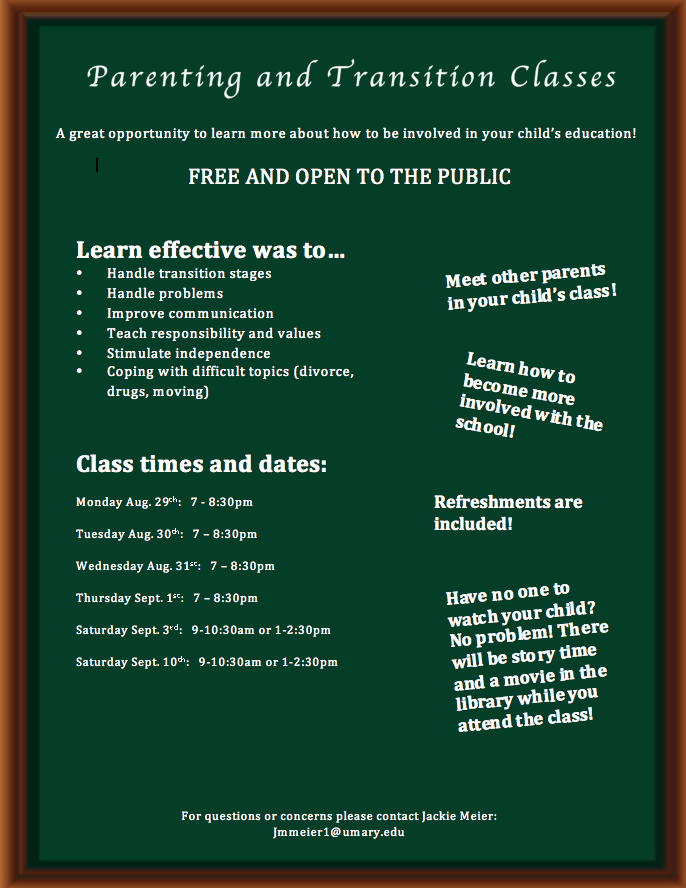 Parenting and Transition Classes
A great opportunity to learn more about how to be involved in your child's education!
FREE AND OPEN TO THE PUBLIC
Learn effective was to...
• Handle transition stages
• Handle problems
• Improve communication
• Teach responsibility and values
• Stimulate independence
• Coping with difficult topics (divorce,
drugs, moving)
Meet other parents
in your child's class!
Learn how to
become more
involved with the
school!
Class times and dates:
Monday Aug. 29th: 7 - 8:30pm
Tuesday Aug. 30th: 7 – 8:30pm
Wednesday Aug. 31st: 7 – 8:30pm
Thursday Sept. 1st: 7 – 8:30pm
Saturday Sept. 3rd: 9-10:30am or 1-2:30pm
Saturday Sept. 10th: 9-10:30am or 1-2:30pm
Refreshments are
included!
Have no one to
watch your child?
No problem! There
will be story time
and a movie in the
library while you
attend the class!
For questions or concerns please contact Jackie Meier:
Jmmeier1@umary.edu